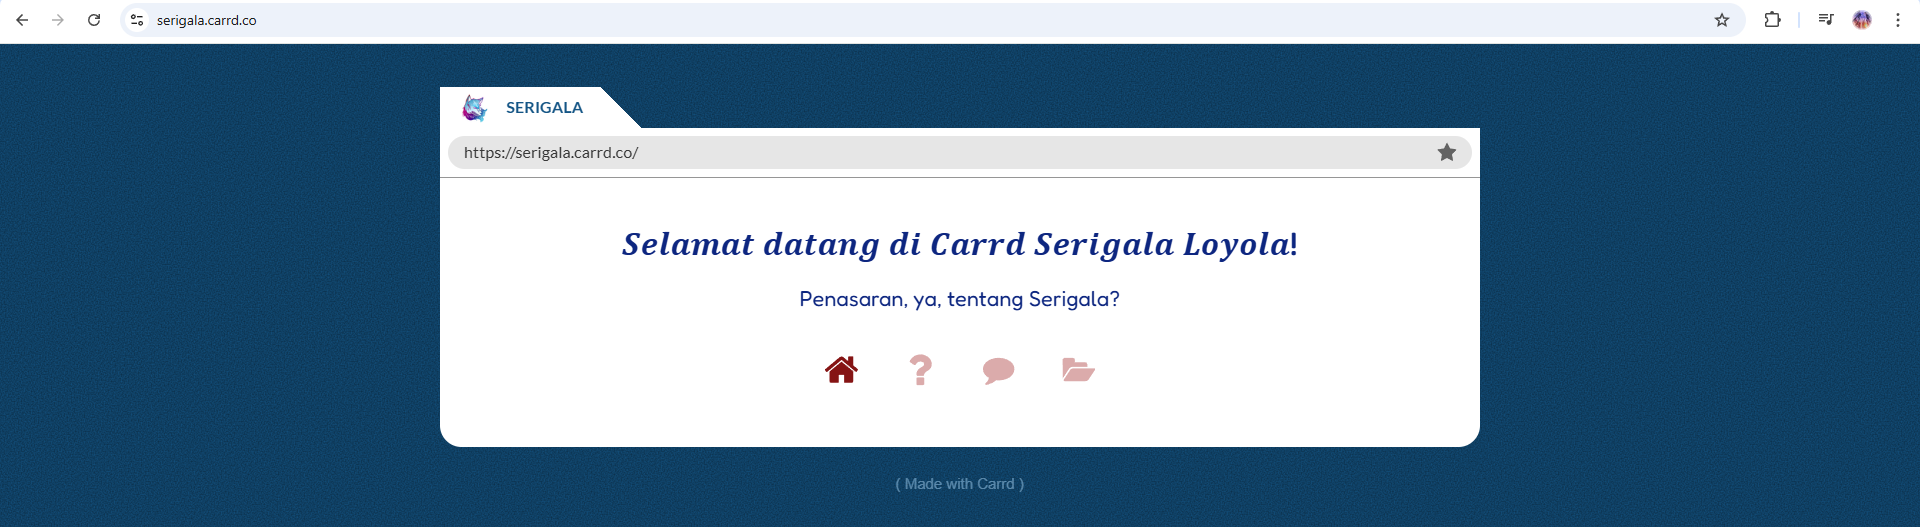 serigala.carrd.co
SERIGALA
https://serigala.carrd.co/
Selamat datang di Carrd Serigala Loyola!
Penasaran, ya, tentang Serigala?
( Made with Carrd )